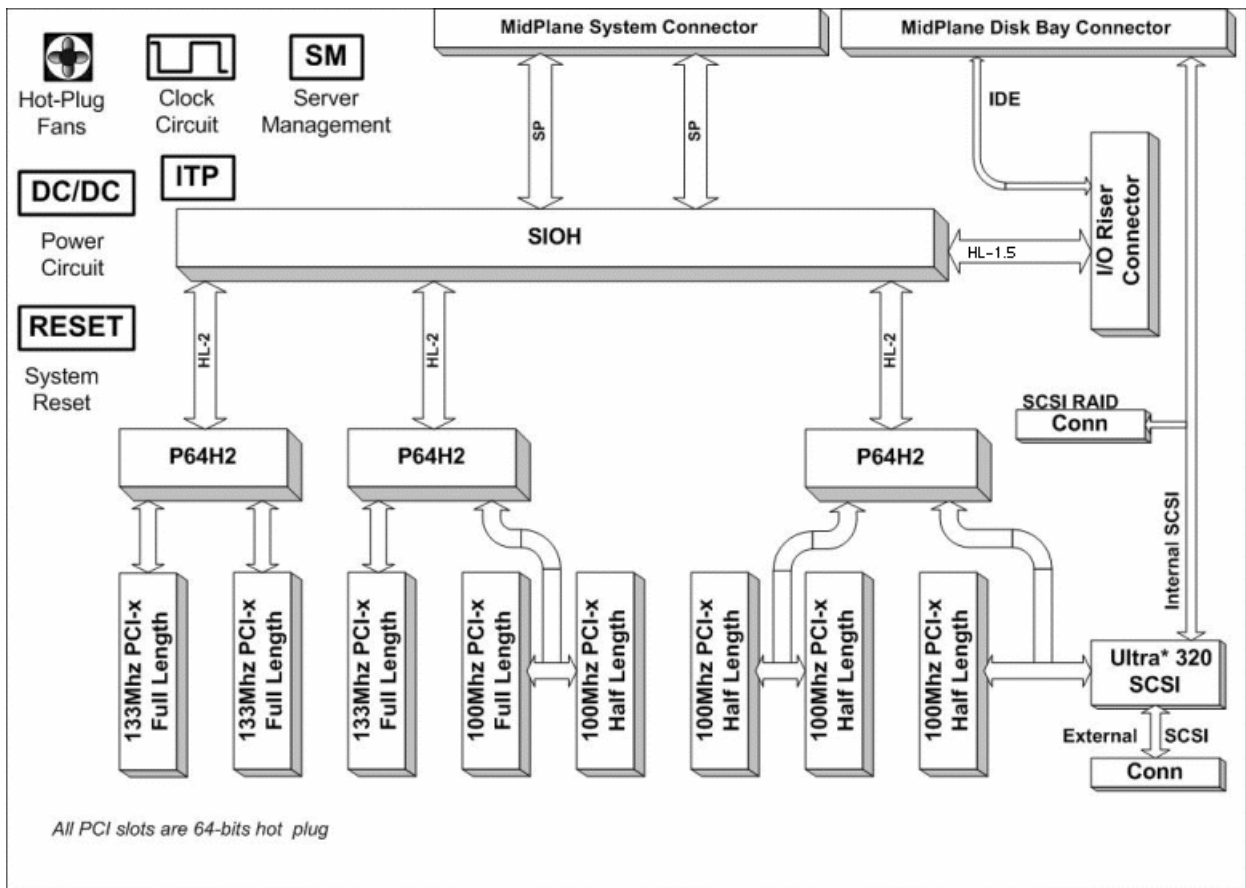 MidPlane System Connector
MidPlane Disk Bay Connector
SM
Hot-Plug
Fans
Clock
Circuit
Server
Management
SP
SP
IDE
DC/DC
ITP
Power
Circuit
SIOH
HL-1.5
I/O Riser
Connector
RESET
System
Reset
HL-2
HL-2
HL-2
SCSI RAID
Conn
P64H2
P64H2
P64H2
Internal SCSI
133Mhz PCI-x
Full Length
133Mhz PCI-x
Full Length
133Mhz PCI-x
Full Length
100Mhz PCI-x
Full Length
100Mhz PCI-x
Half Length
100Mhz PCI-x
Half Length
100Mhz PCI-x
Half Length
100Mhz PCI-x
Half Length
Ultra* 320
SCSI
External SCSI
Conn
All PCI slots are 64-bits hot plug